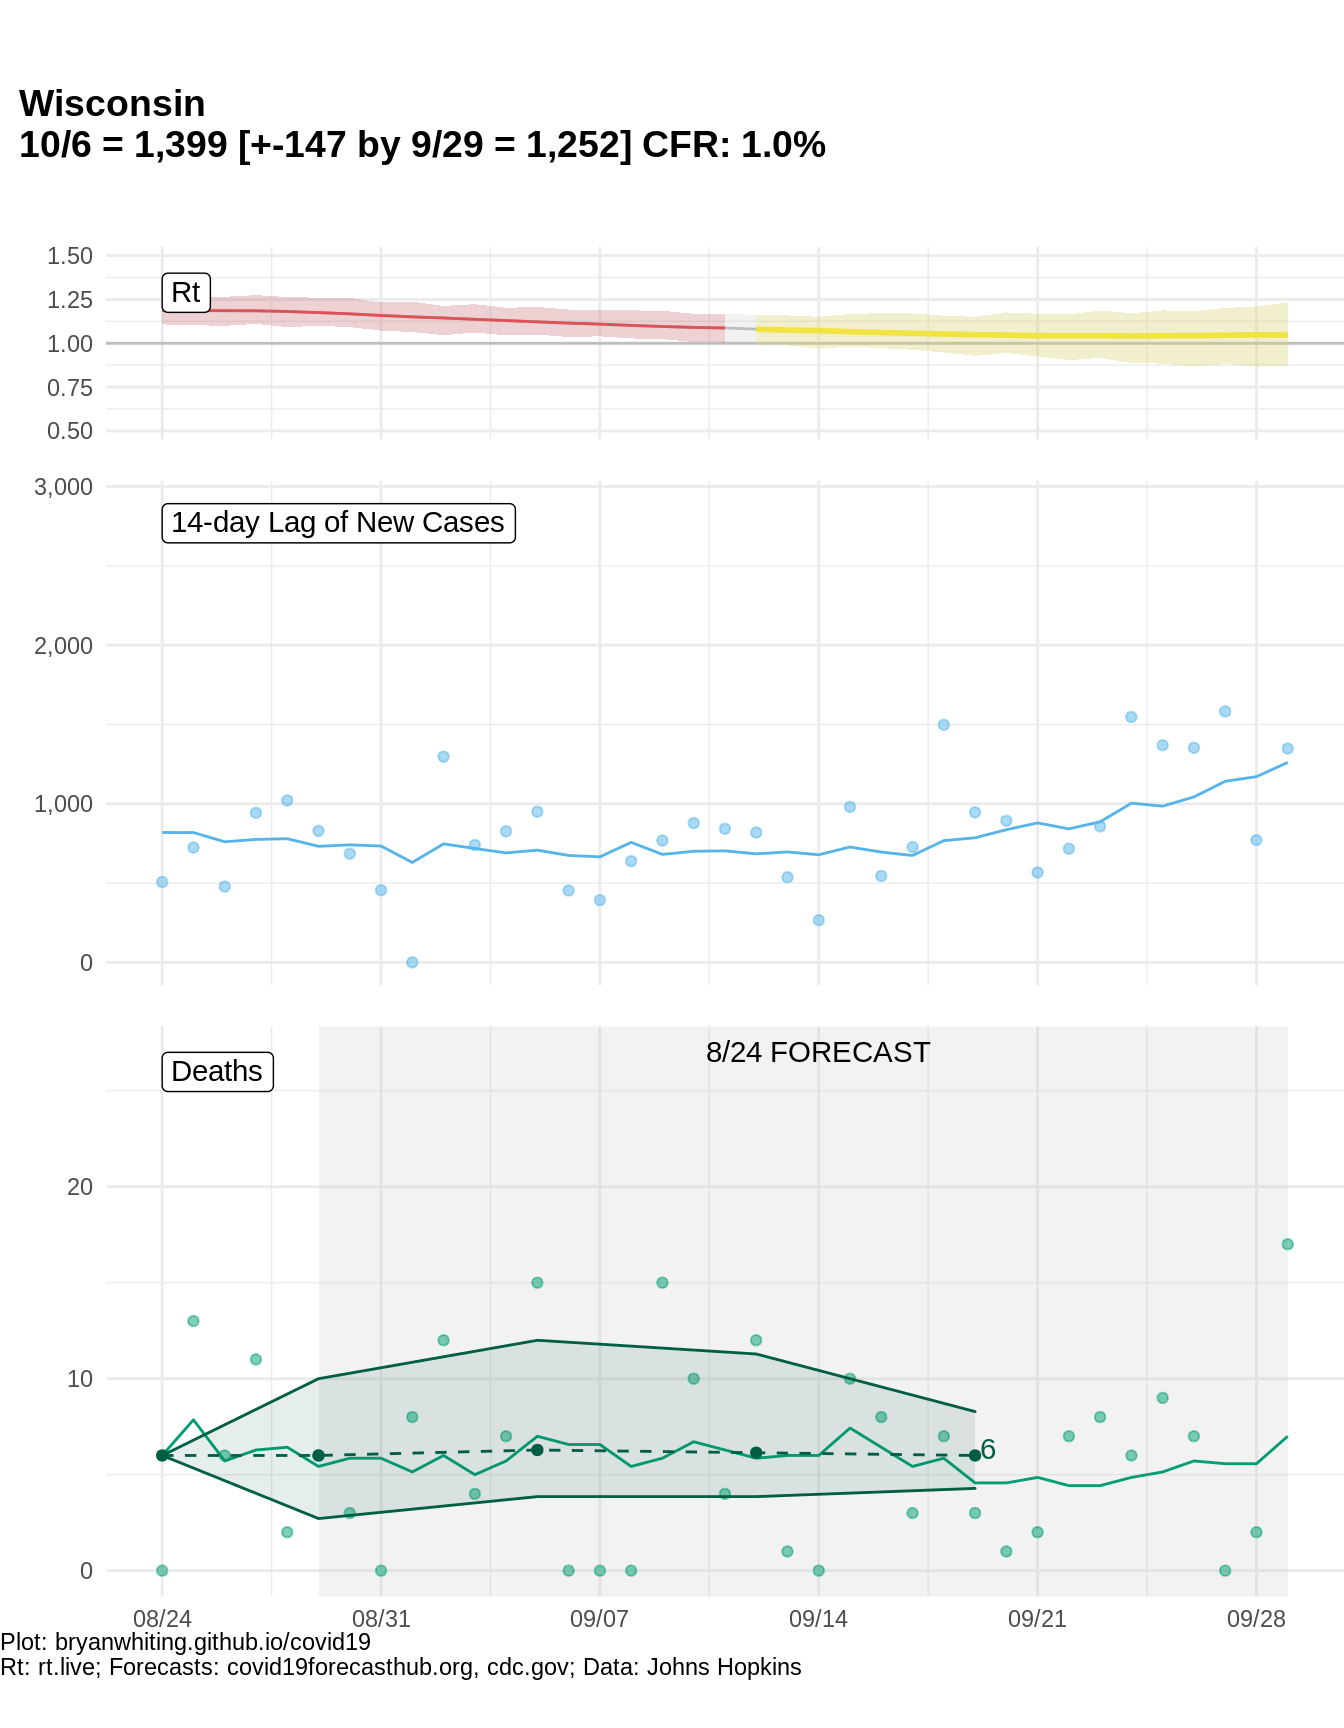 Wisconsin
10/6 = 1,399 [+-147 by 9/29 = 1,252] CFR: 1.0%
1.50
1.25
1.00
0.75
0.50
Rt
3,000
2,000
1,000
0
14-day Lag of New Cases
8/24 FORECAST
Deaths
20
10
0
6
08/24 08/31 09/07 09/14 09/21 09/28
Plot: bryanwhiting.github.io/covid19
Rt: rt.live; Forecasts: covid19forecasthub.org, cdc.gov; Data: Johns Hopkins